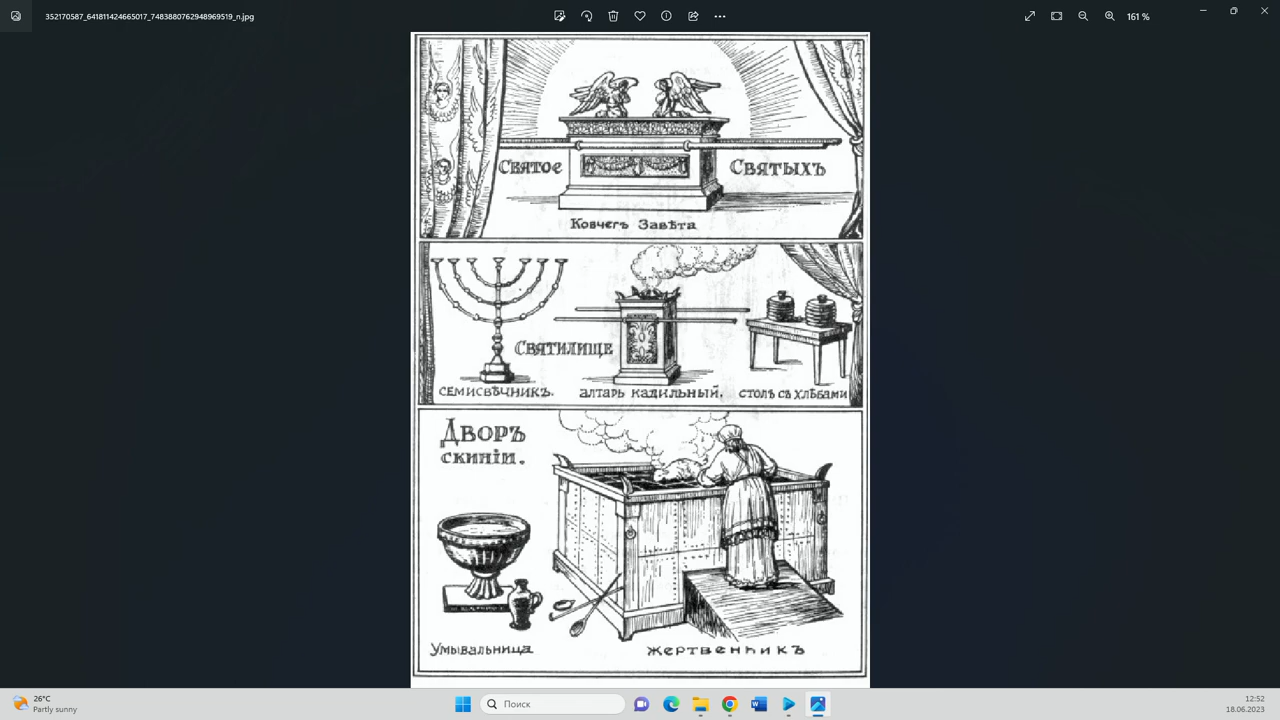 352170587_641811424665017_7483880762948969519_n.jpg
161 %
Святое Святыхъ
Ковчегъ Завѣта
Святилище
семисвѣчникъ. алтарь кадильный. столъ съ хлѣбами
Дворъ
скинiи.
Умывальница
жертвенникъ
26°C
Partly sunny
Поиск
12:52
18.06.2023